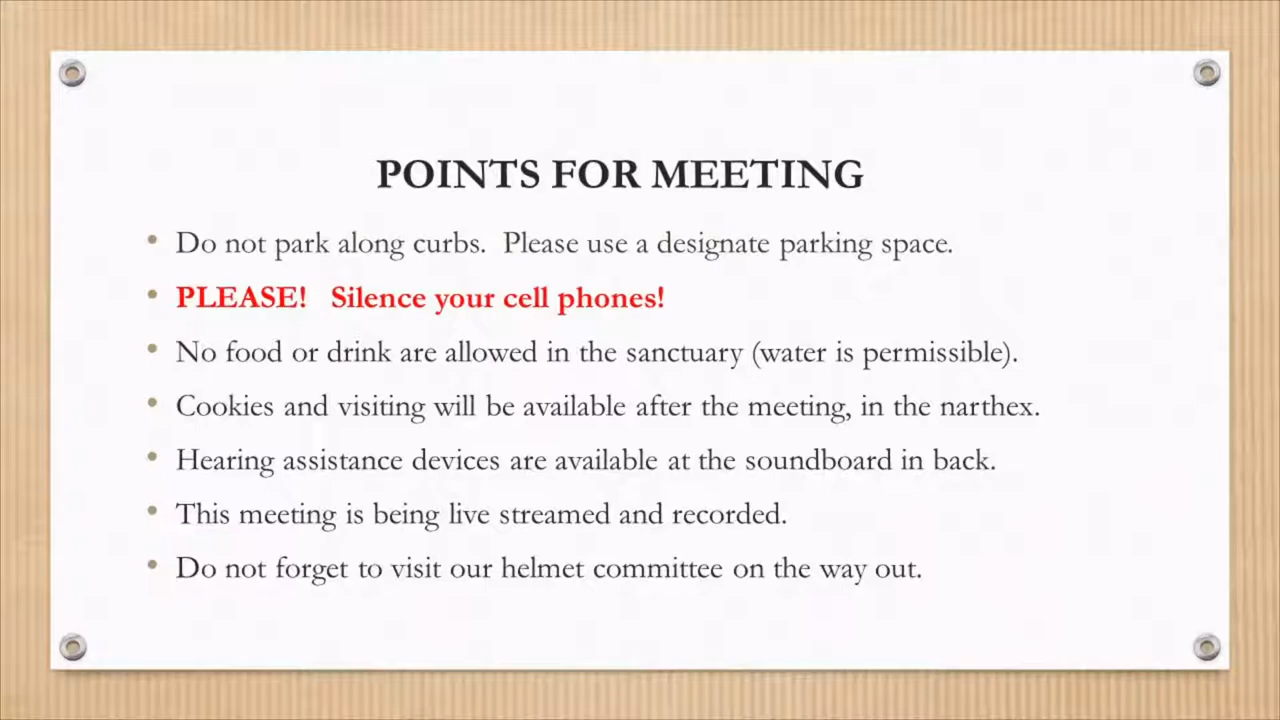 POINTS FOR MEETING
• Do not park along curbs.  Please use a designate parking space.
• PLEASE!   Silence your cell phones!
• No food or drink are allowed in the sanctuary (water is permissible).
• Cookies and visiting will be available after the meeting, in the narthex.
• Hearing assistance devices are available at the soundboard in back.
• This meeting is being live streamed and recorded.
• Do not forget to visit our helmet committee on the way out.